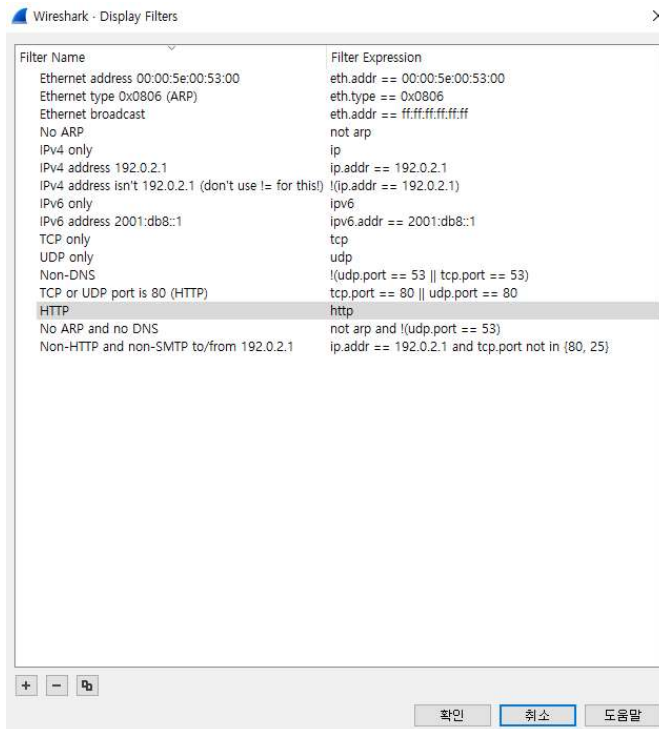 Wireshark · Display Filters
Filter Name Filter Expression
Ethernet address 00:00:5e:00:53:00 eth.addr == 00:00:5e:00:53:00
Ethernet type 0x0806 (ARP) eth.type == 0x0806
Ethernet broadcast eth.addr == ff:ff:ff:ff:ff:ff
No ARP not arp
IPv4 only ip
IPv4 address 192.0.2.1 ip.addr == 192.0.2.1
IPv4 address isn't 192.0.2.1 (don't use != for this!) !(ip.addr == 192.0.2.1)
IPv6 only ipv6
IPv6 address 2001:db8::1 ipv6.addr == 2001:db8::1
TCP only tcp
UDP only udp
Non-DNS !(udp.port == 53 || tcp.port == 53)
TCP or UDP port is 80 (HTTP) tcp.port == 80 || udp.port == 80
HTTP http
No ARP and no DNS not arp and !(udp.port == 53)
Non-HTTP and non-SMTP to/from 192.0.2.1 ip.addr == 192.0.2.1 and tcp.port not in {80, 25}
확인 취소 도움말